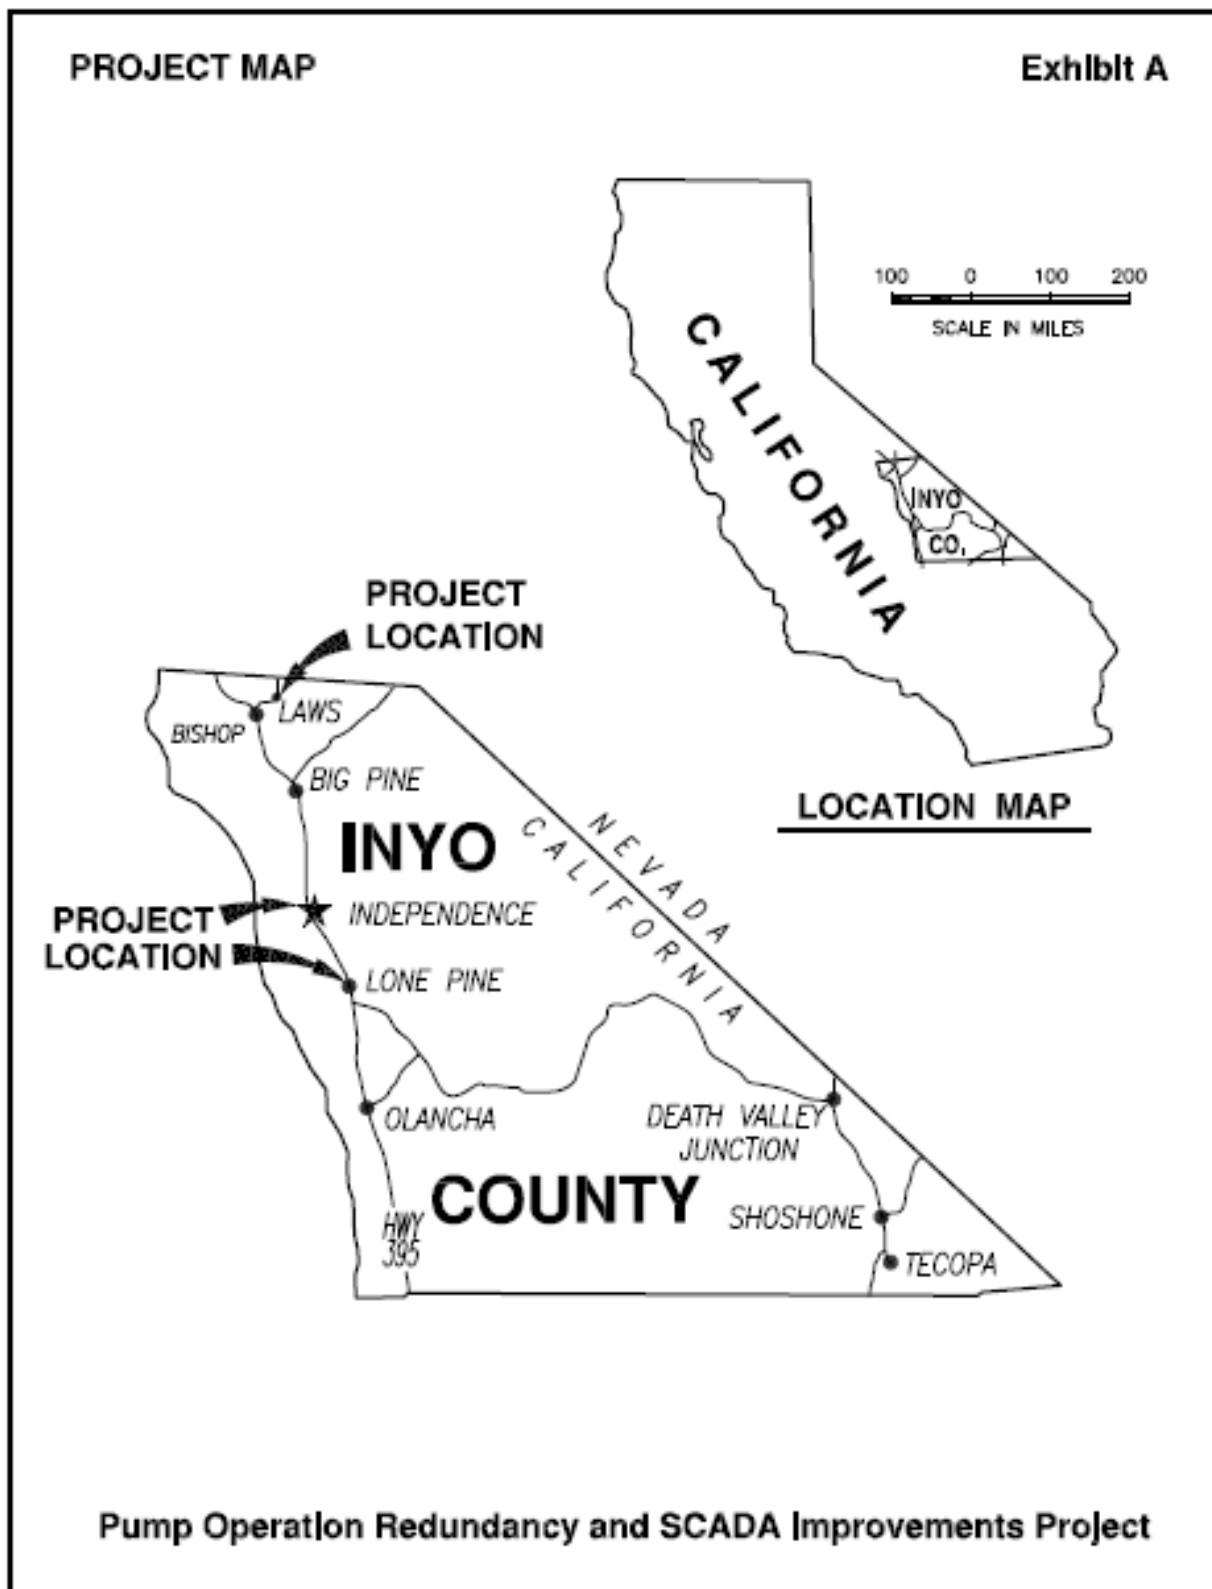 PROJECT MAP
Exhibit A
100 0 100 200
SCALE IN MILES
CALIFORNIA
INYO
CO.
LOCATION MAP
PROJECT
LOCATION
LAWS
BISHOP
BIG PINE
INYO
NEVADA
CALIFORNIA
PROJECT
LOCATION
INDEPENDENCE
LONE PINE
OLANCHA
DEATH VALLEY
JUNCTION
COUNTY
SHOSHONE
HWY
395
TECOPA
Pump Operation Redundancy and SCADA Improvements Project